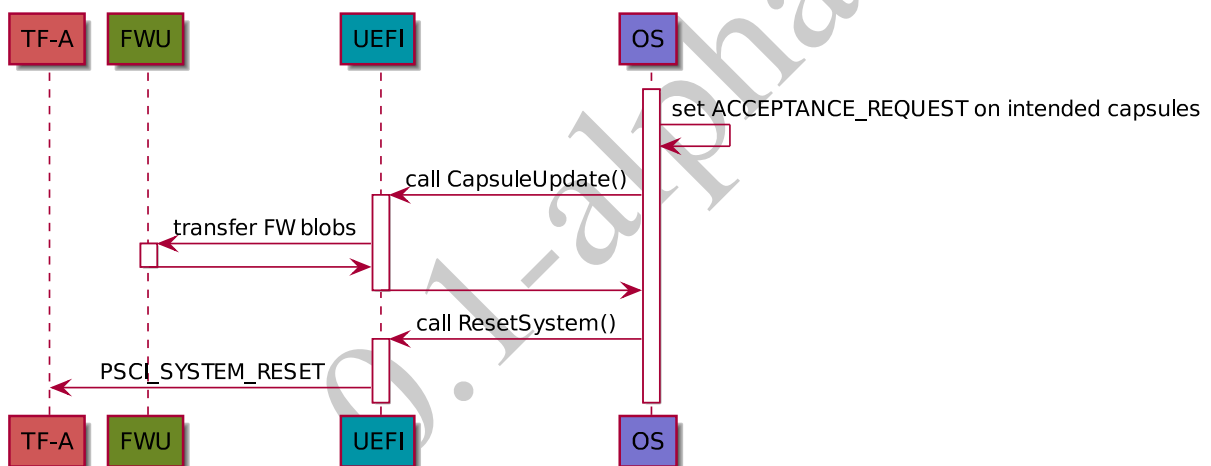 TF-A FWU UEFI OS
set ACCEPTANCE_REQUEST on intended capsules
call CapsuleUpdate()
transfer FW blobs
call ResetSystem()
PSCI_SYSTEM_RESET
TF-A FWU UEFI OS
0.1-alpha